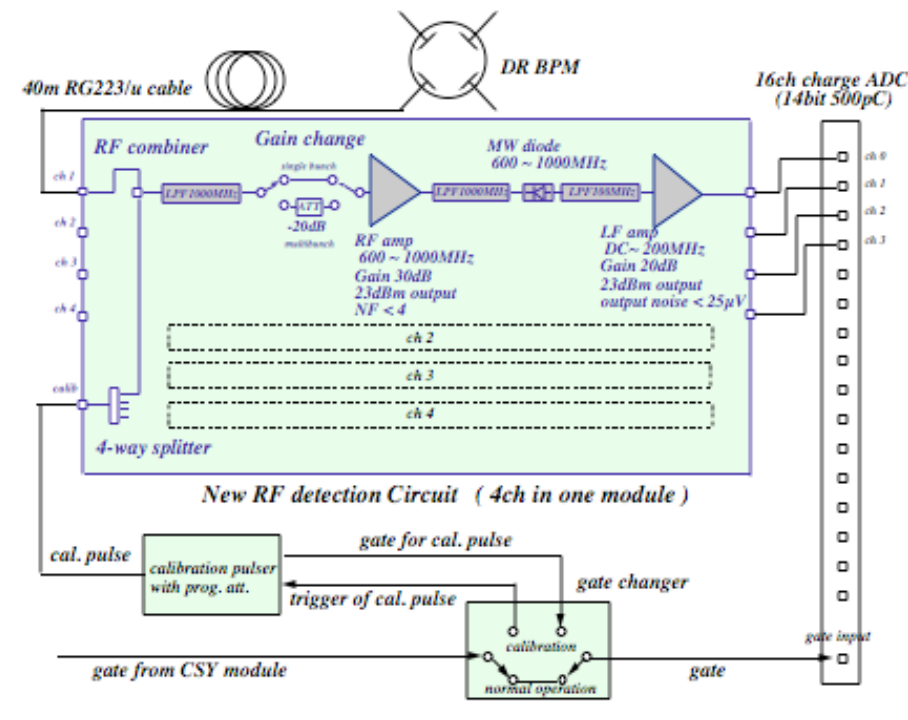 DR BPM
40m RG223/u cable
16ch charge ADC
(14bit 500pC)
RF combiner
Gain change
MW diode
600 ~ 1000MHz
ch 1
single bunch
LPF1000MHz
ATT
-20dB
multibunch
LPF1000MHz
LPF100MHz
ch 0
ch 1
ch 2
ch 3
ch 2
ch 3
ch 4
RF amp
600 ~ 1000MHz
Gain 30dB
23dBm output
NF < 4
LF amp
DC~ 200MHz
Gain 20dB
23dBm output
output noise < 25μV
ch 2
ch 3
ch 4
calib
4-way splitter
New RF detection Circuit ( 4ch in one module )
cal. pulse
calibration pulser
with prog. att.
gate for cal. pulse
trigger of cal. pulse
gate changer
calibration
normal operation
gate from CSY module
gate
gate input